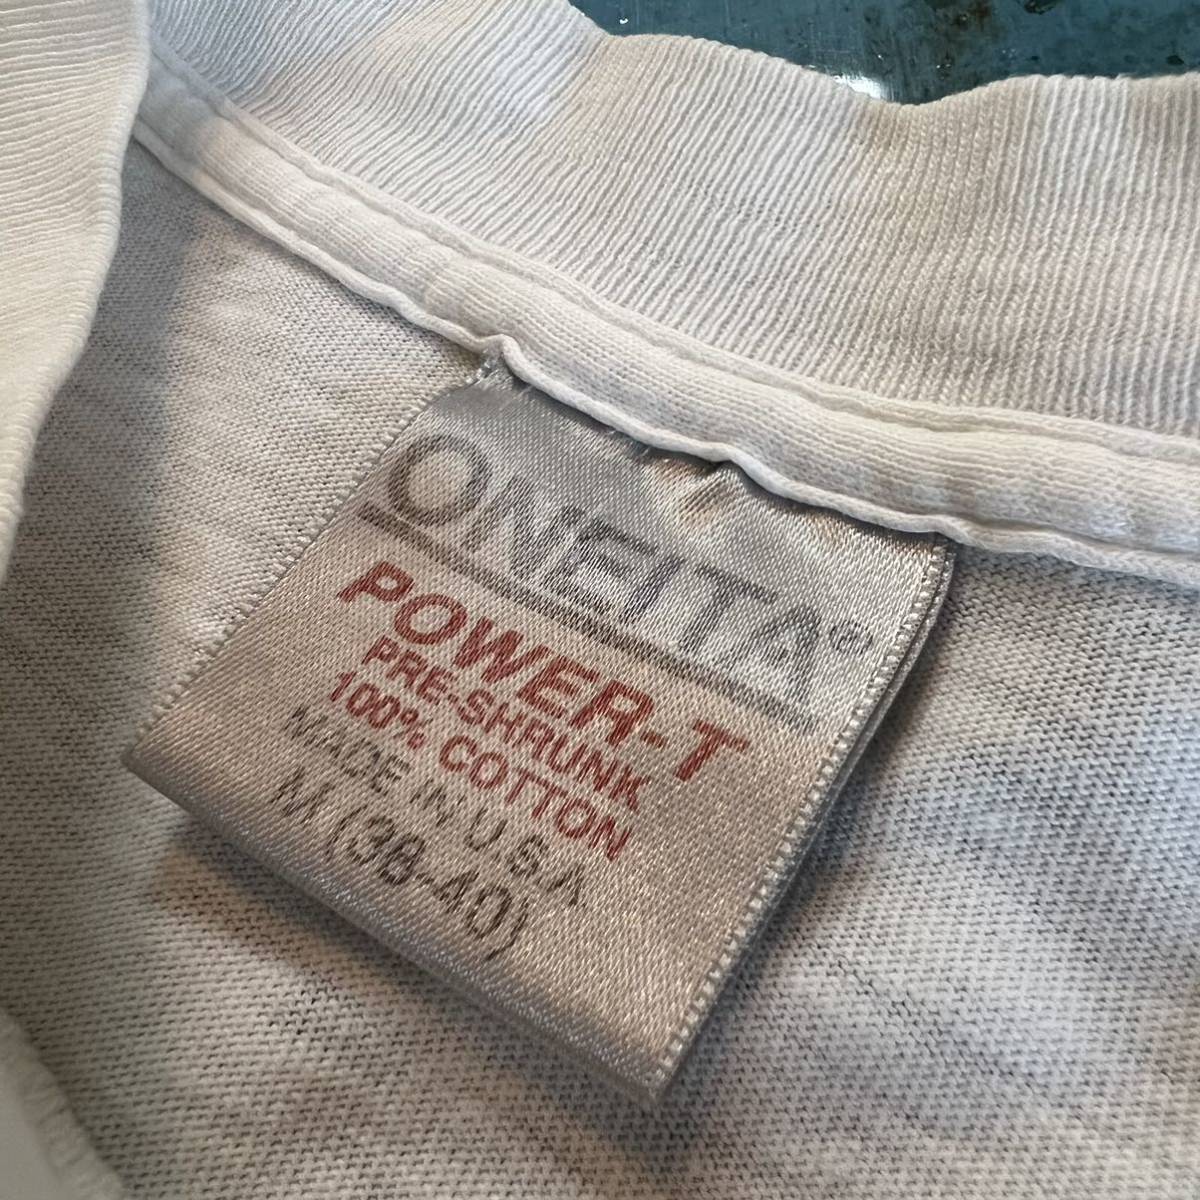 ONEITA®
POWER-T
PRE-SHRUNK
100% COTTON
MADE IN U.S.A
M (38-40)